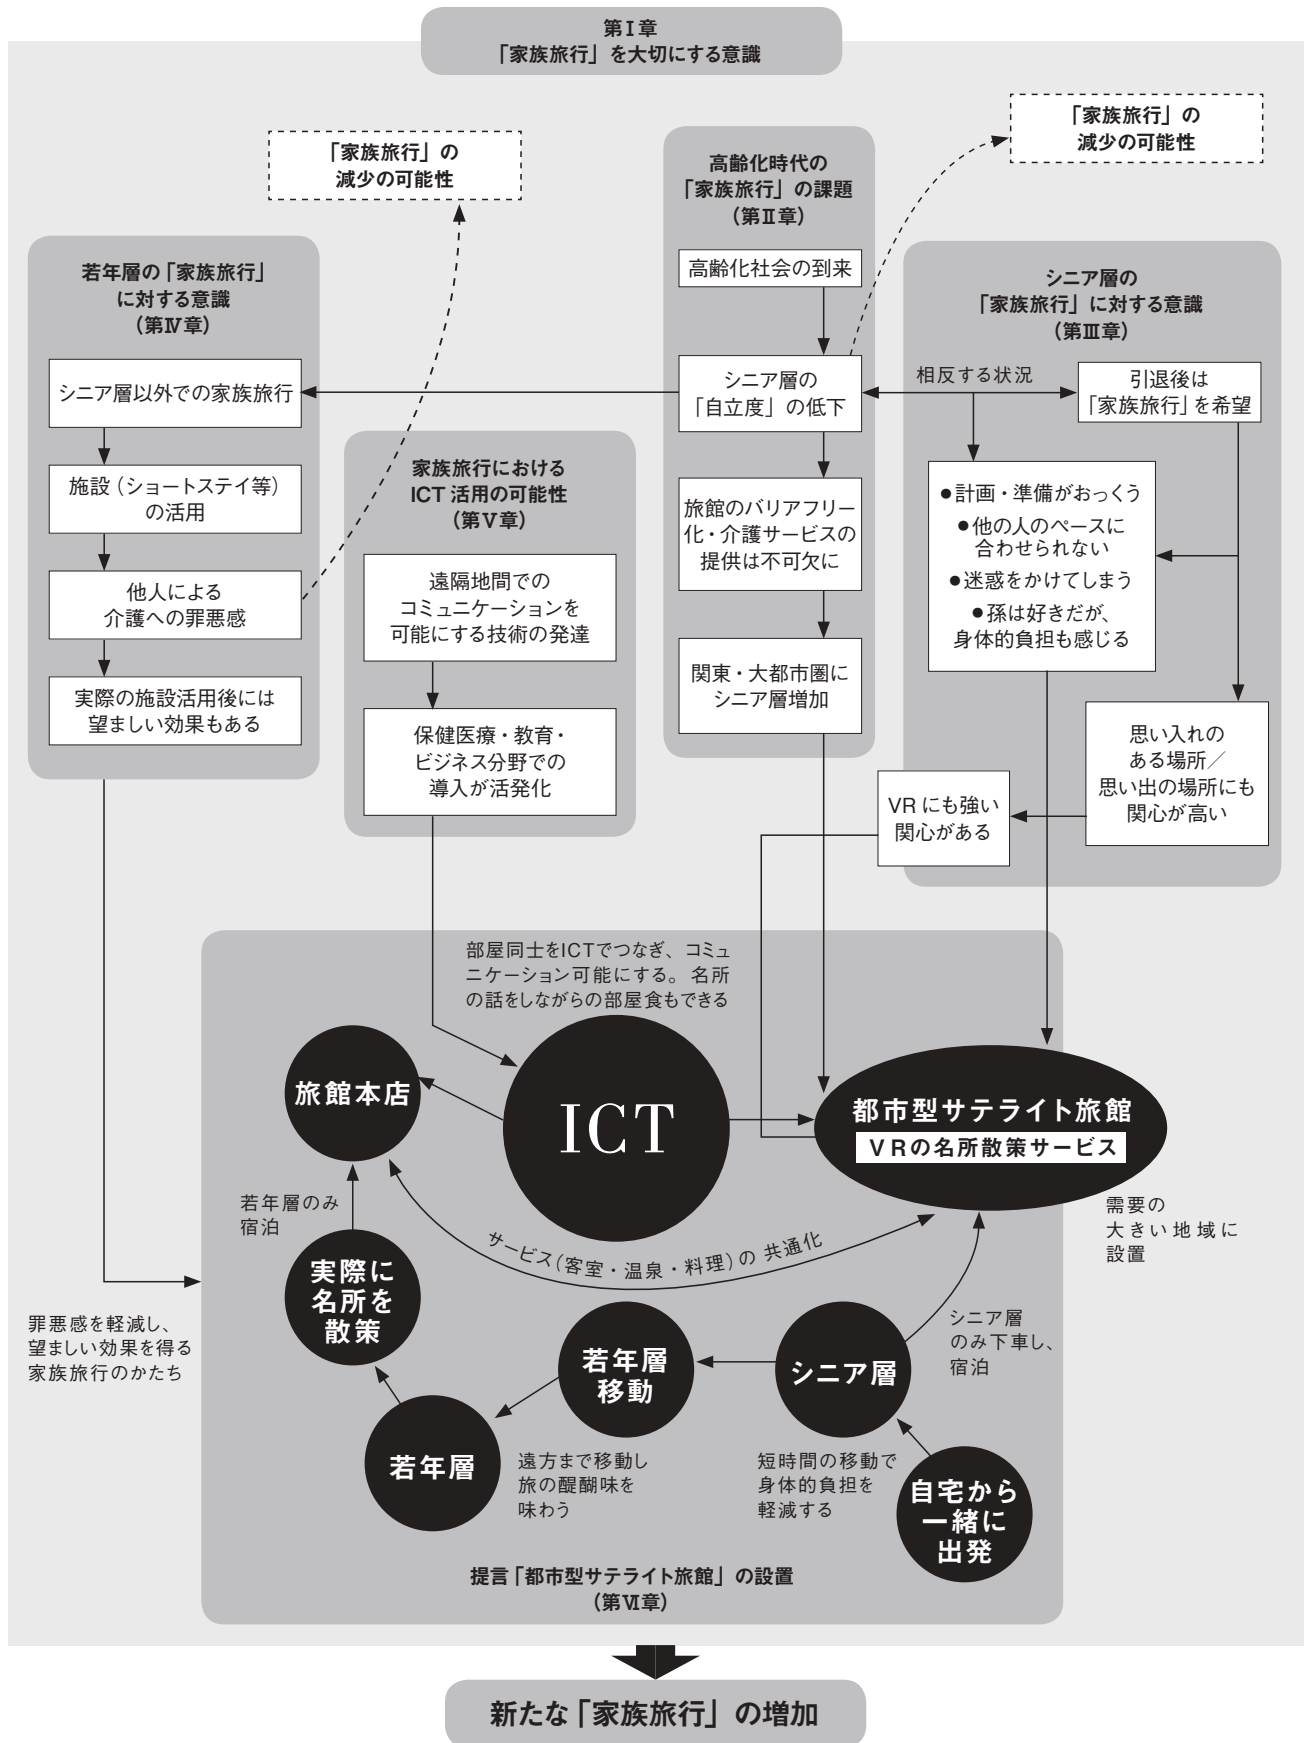 第Ⅰ章
「家族旅行」を大切にする意識
「家族旅行」の
減少の可能性
「家族旅行」の
減少の可能性
高齢化時代の
「家族旅行」の課題
(第Ⅱ章)
高齢化社会の到来
シニア層の
「自立度」の低下
旅館のバリアフリー
化・介護サービスの
提供は不可欠に
関東・大都市圏に
シニア層増加
若年層の「家族旅行」
に対する意識
(第Ⅳ章)
シニア層以外での家族旅行
施設(ショートステイ等)
の活用
他人による
介護への罪悪感
実際の施設活用後には
望ましい効果もある
家族旅行における
ICT 活用の可能性
(第Ⅴ章)
遠隔地間での
コミュニケーションを
可能にする技術の発達
保健医療・教育・
ビジネス分野での
導入が活発化
シニア層の
「家族旅行」に対する意識
(第Ⅲ章)
相反する状況
引退後は
「家族旅行」を希望
●計画・準備がおっくう
●他の人のペースに
合わせられない
●迷惑をかけてしまう
●孫は好きだが、
身体的負担も感じる
思い入れの
ある場所/
思い出の場所にも
関心が高い
VR にも強い
関心がある
部屋同士をICTでつなぎ、コミュ
ニケーション可能にする。名所
の話をしながらの部屋食もできる
旅館本店
ICT
都市型サテライト旅館
VRの名所散策サービス
需要の
大きい地域に
設置
若年層のみ
宿泊
サービス(客室・温泉・料理)の 共通化
実際に
名所を
散策
罪悪感を軽減し、
望ましい効果を得る
家族旅行のかたち
若年層
移動
シニア層
シニア層
のみ下車し、
宿泊
若年層
遠方まで移動し
旅の醍醐味を
味わう
短時間の移動で
身体的負担を
軽減する
自宅から
一緒に
出発
提言「都市型サテライト旅館」の設置
(第Ⅵ章)
新たな「家族旅行」の増加